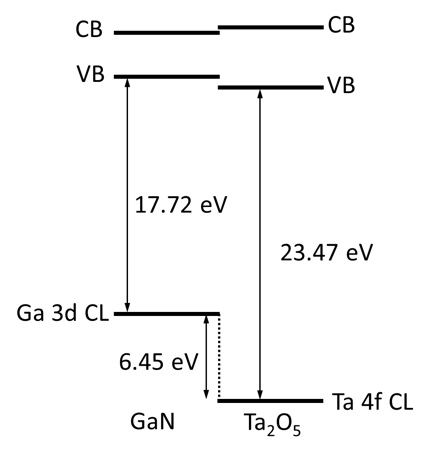 CB
CB
VB
VB
17.72 eV
23.47 eV
Ga 3d CL
6.45 eV
Ta 4f CL
GaN
Ta₂O₅